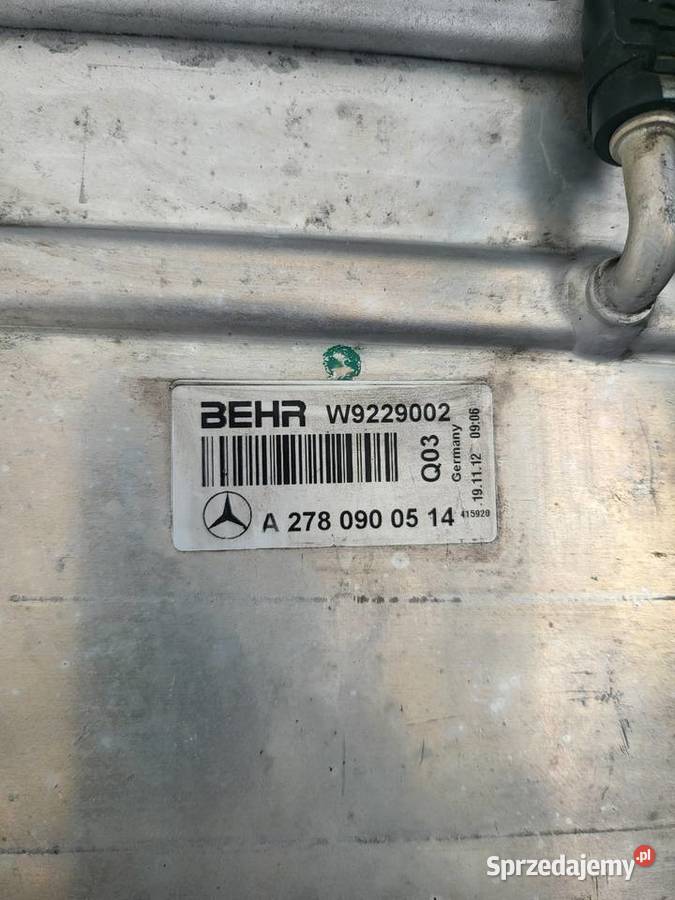 BEHR W9229002
Q03
Germany
19.11.12 09:06
A 278 090 05 14
415920
Sprzedajemy.pl